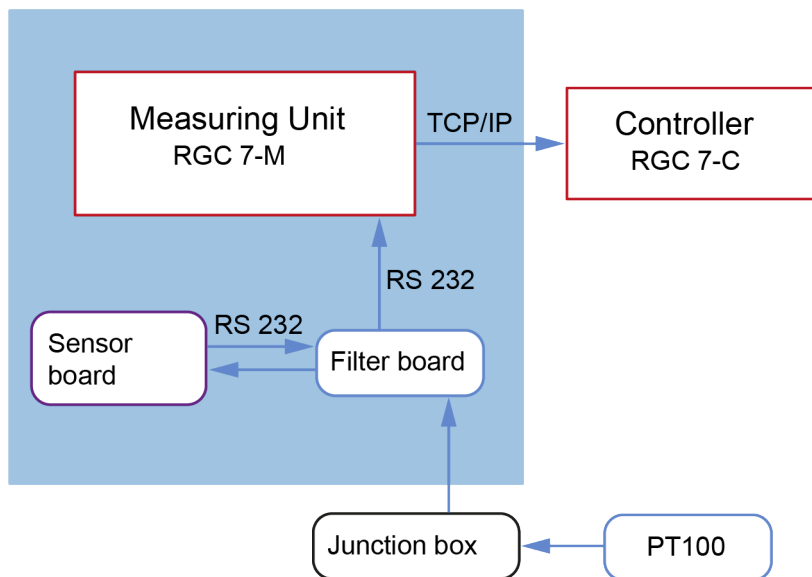 Measuring Unit
RGC 7-M
TCP/IP
Controller
RGC 7-C
RS 232
RS 232
Sensor
board
Filter board
Junction box
PT100